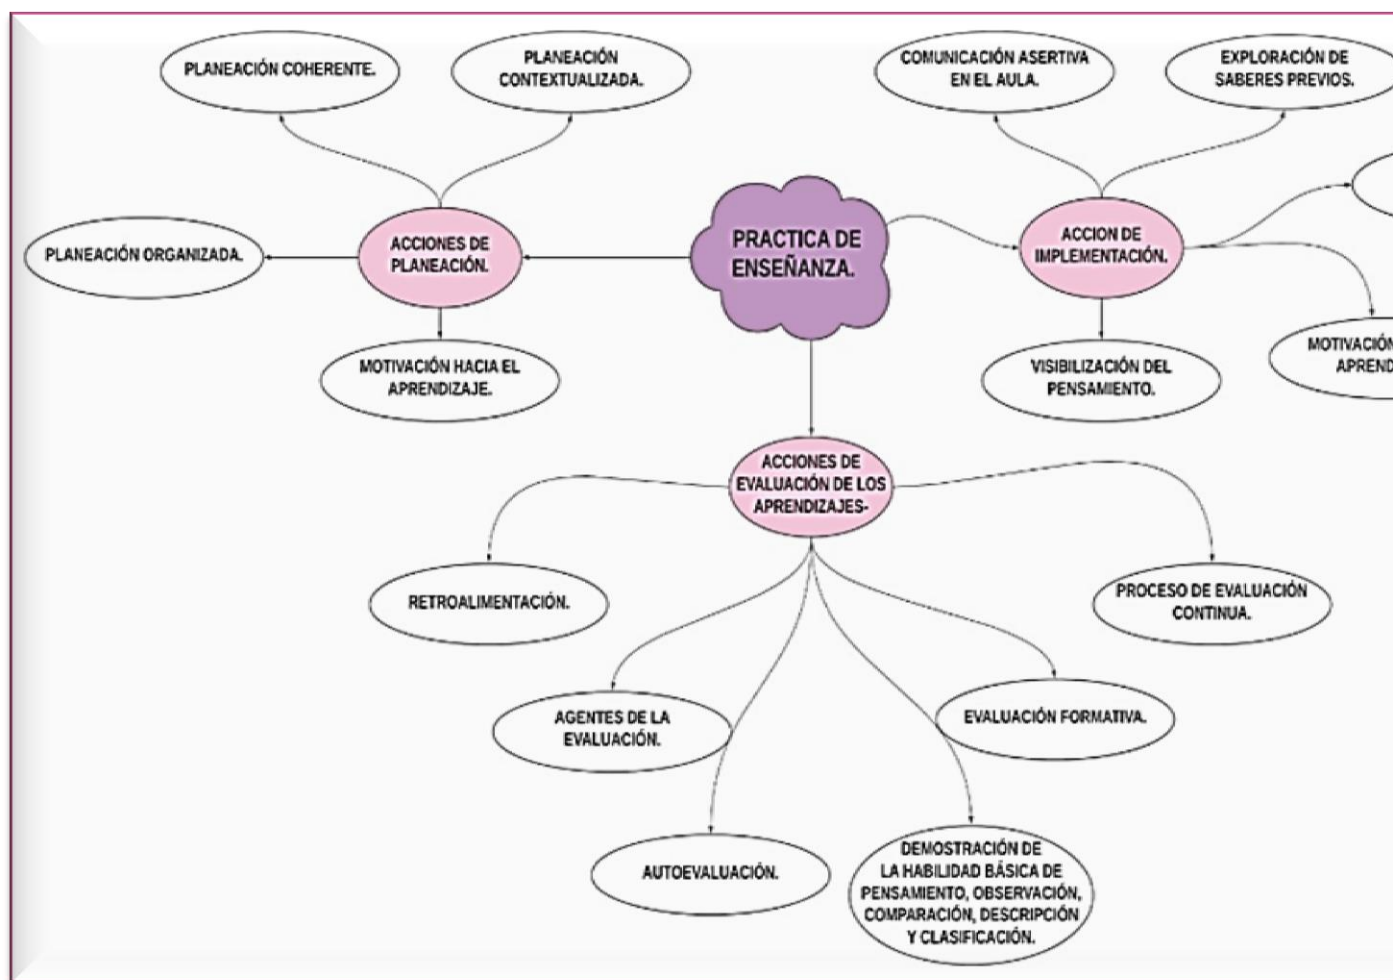 PLANEACIÓN COHERENTE.
PLANEACIÓN
CONTEXTUALIZADA.
COMUNICACIÓN ASERTIVA
EN EL AULA.
EXPLORACIÓN DE
SABERES PREVIOS.
PLANEACIÓN ORGANIZADA.
ACCIONES DE
PLANEACIÓN.
PRACTICA DE
ENSEÑANZA.
ACCION DE
IMPLEMENTACIÓN.
MOTIVACIÓN HACIA EL
APRENDIZAJE.
VISIBILIZACIÓN DEL
PENSAMIENTO.
MOTIVACIÓN
APREND
ACCIONES DE
EVALUACIÓN DE LOS
APRENDIZAJES-
RETROALIMENTACIÓN.
PROCESO DE EVALUACIÓN
CONTINUA.
AGENTES DE LA
EVALUACIÓN.
EVALUACIÓN FORMATIVA.
AUTOEVALUACIÓN.
DEMOSTRACIÓN DE
LA HABILIDAD BÁSICA DE
PENSAMIENTO, OBSERVACIÓN,
COMPARACIÓN, DESCRIPCIÓN
Y CLASIFICACIÓN.